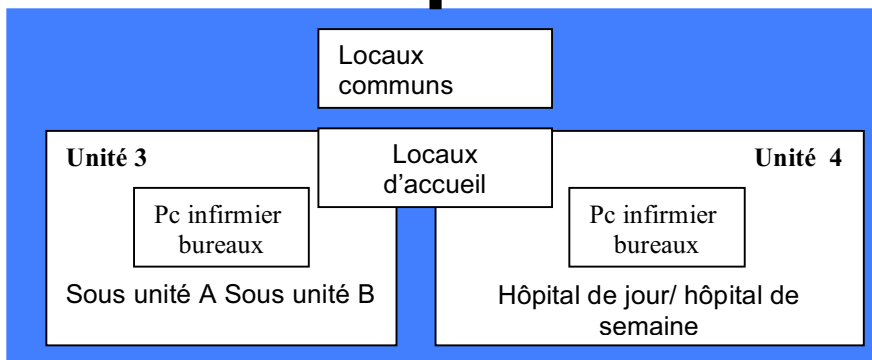 Locaux
communs
Locaux
d'accueil
Unité 3
Pc infirmier
bureaux
Sous unité A Sous unité B
Unité 4
Pc infirmier
bureaux
Hôpital de jour/ hôpital de
semaine